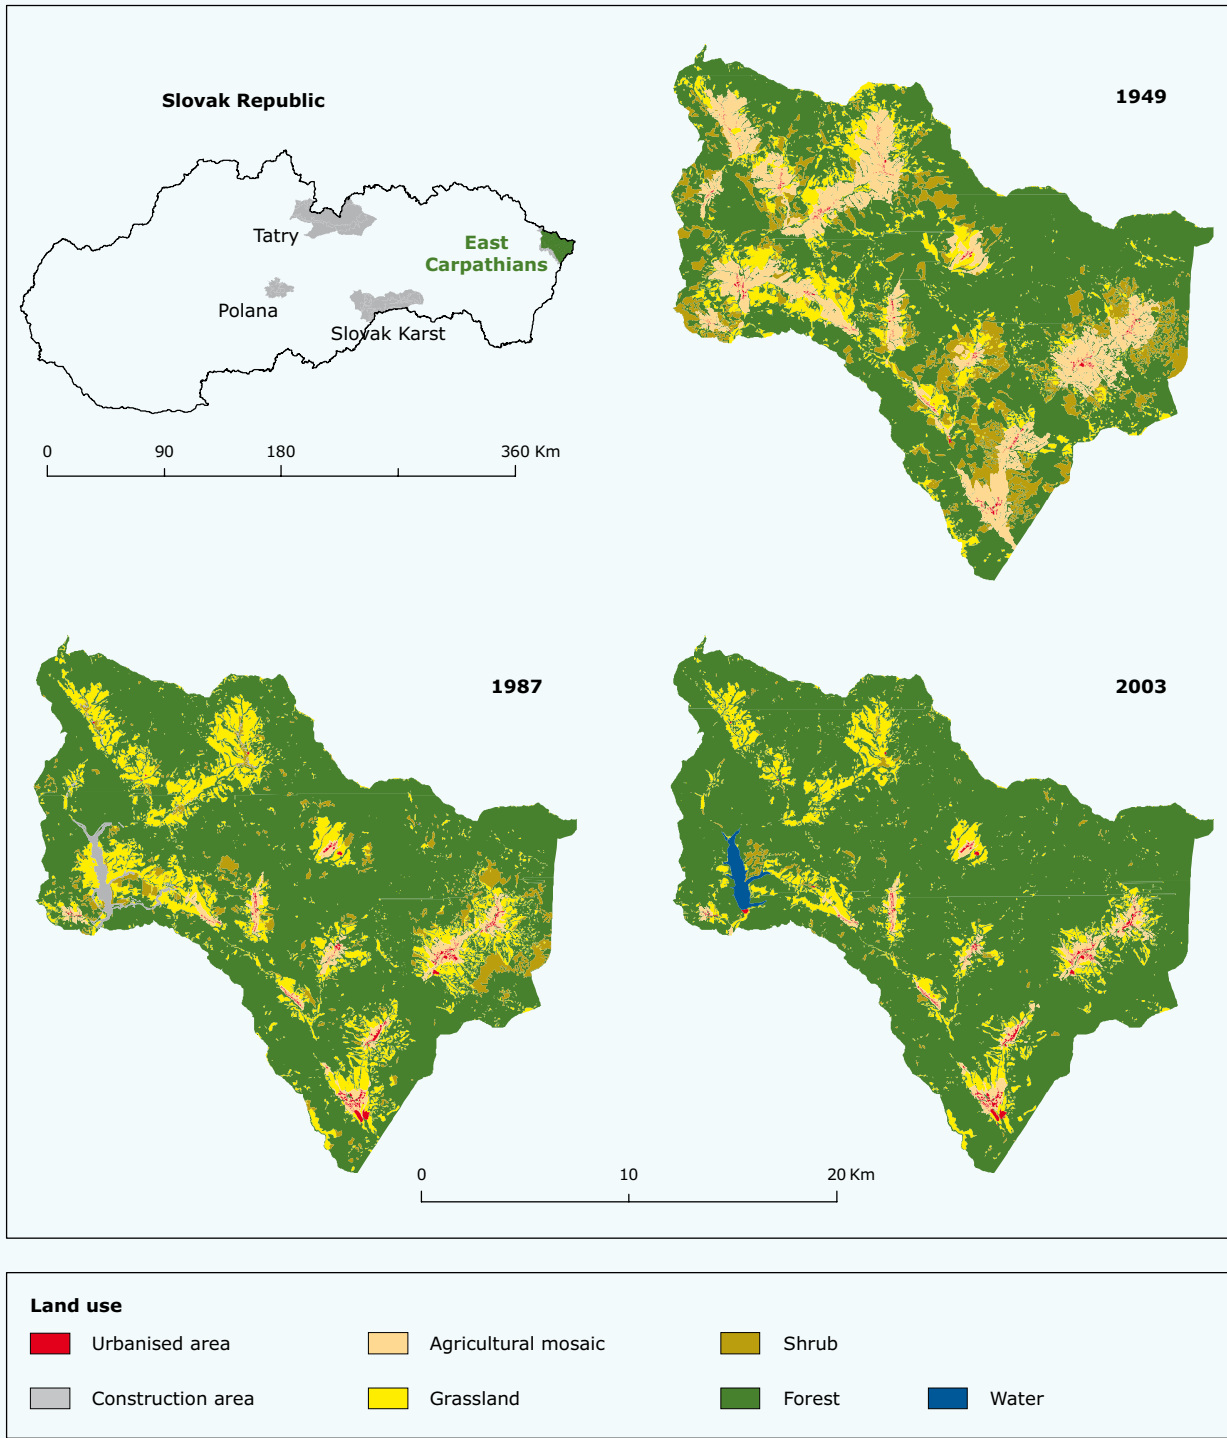 Slovak Republic
1949
Tatry
East
Carpathians
Polana
Slovak Karst
0 90 180 360 Km
1987
2003
0 10 20 Km
Land use
Urbanised area
Agricultural mosaic
Shrub
Construction area
Grassland
Forest
Water